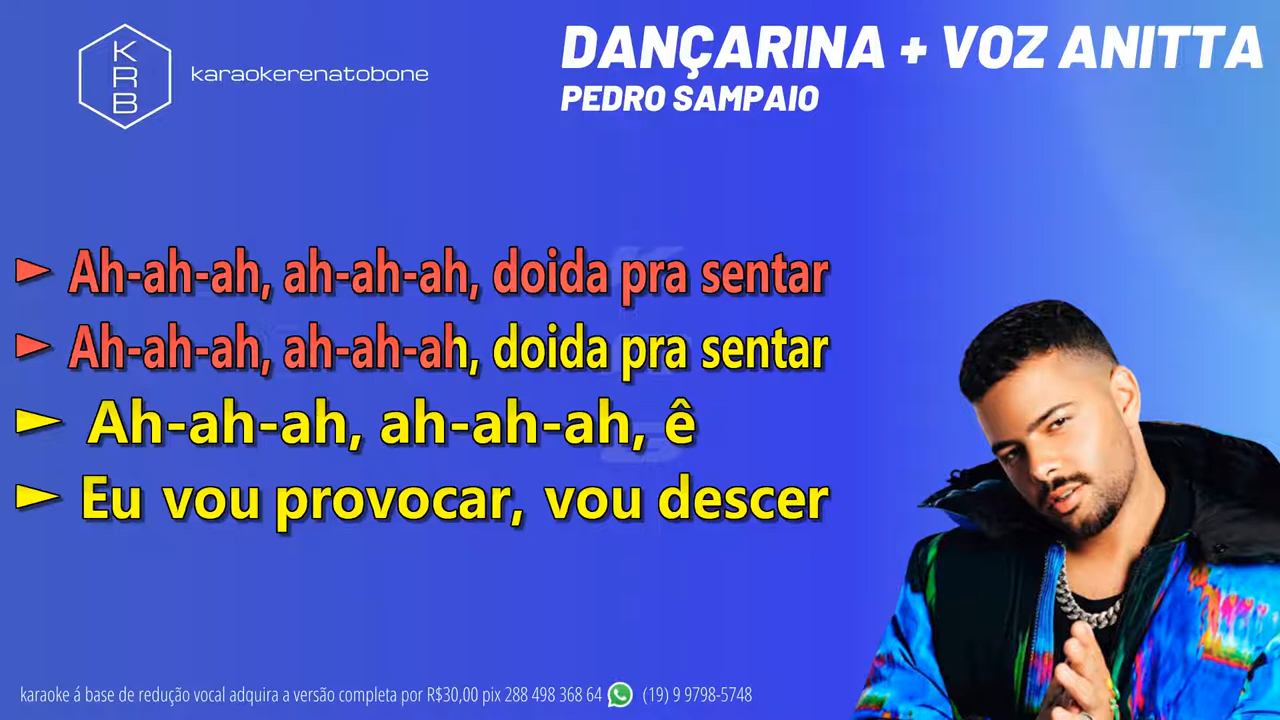 K
R
B
karaokerenatobone
DANÇARINA + VOZ ANITTA
PEDRO SAMPAIO
► Ah-ah-ah, ah-ah-ah, doida pra sentar
► Ah-ah-ah, ah-ah-ah, doida pra sentar
► Ah-ah-ah, ah-ah-ah, ê
► Eu vou provocar, vou descer
karaoke á base de redução vocal adquira a versão completa por R$30,00 pix 288 498 368 64 (19) 9 9798-5748